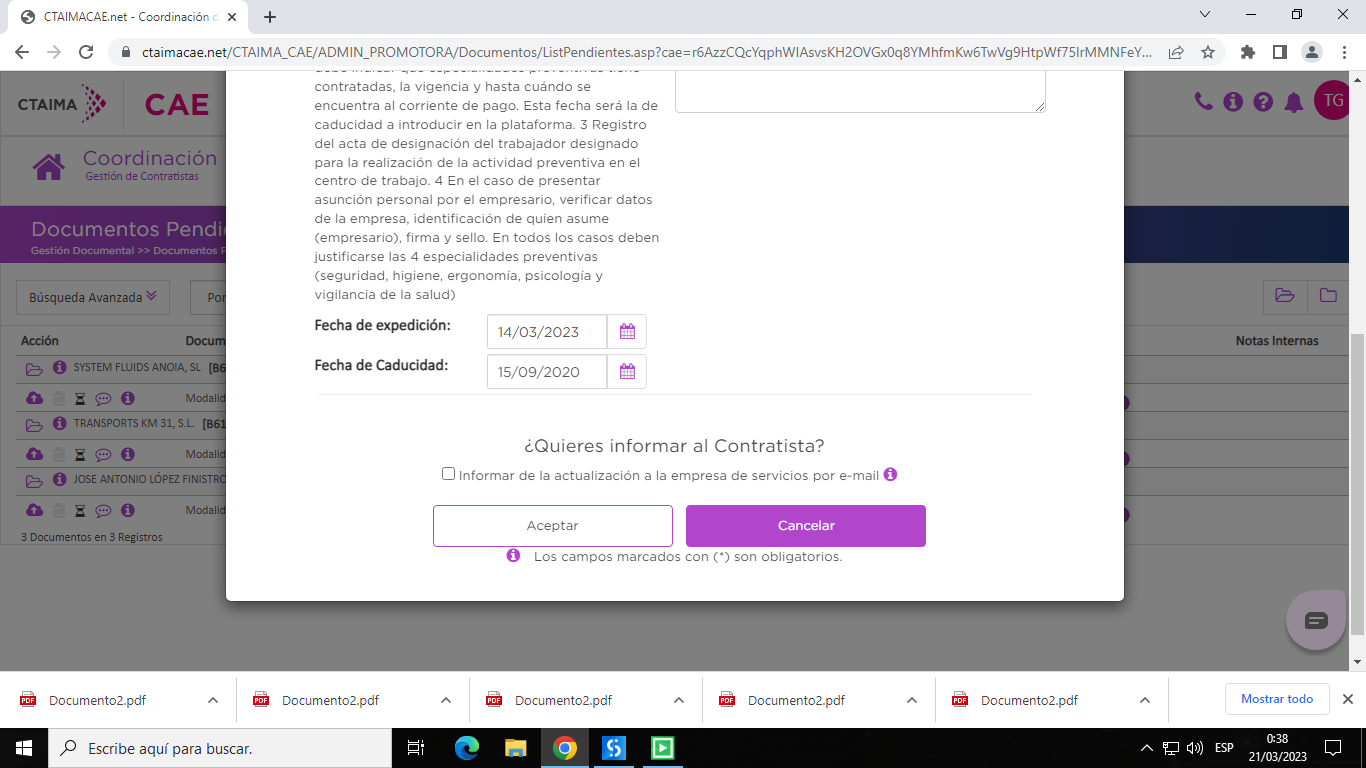 CTAIMACAE.net - Coordinación d
ctaimacae.net/CTAIMA_CAE/ADMIN_PROMOTORA/Documentos/ListPendientes.asp?cae=r6AzzCQcYqphWIAsvsKH2OVGx0q8YMhfmKw6TwVg9HtpWf75IrMMNFeY...
CTAIMA CAE
TG
Coordinación
Gestión de Contratistas
Documentos Pendie
Gestión Documental >> Documentos P
Búsqueda Avanzada
Por
Acción
Docum
Notas Internas
SYSTEM FLUIDS ANOIA, SL [B6
Modalid
TRANSPORTS KM 31, S.L. [B61
Modalid
JOSE ANTONIO LÓPEZ FINISTRO
Modalid
3 Documentos en 3 Registros
debe indicar qué especialidades preventivas tiene
contratadas, la vigencia y hasta cuándo se
encuentra al corriente de pago. Esta fecha será la de
caducidad a introducir en la plataforma. 3 Registro
del acta de designación del trabajador designado
para la realización de la actividad preventiva en el
centro de trabajo. 4 En el caso de presentar
asunción personal por el empresario, verificar datos
de la empresa, identificación de quien asume
(empresario), firma y sello. En todos los casos deben
justificarse las 4 especialidades preventivas
(seguridad, higiene, ergonomía, psicología y
vigilancia de la salud)
Fecha de expedición:
14/03/2023
Fecha de Caducidad:
15/09/2020
¿Quieres informar al Contratista?
Informar de la actualización a la empresa de servicios por e-mail
Aceptar
Cancelar
Los campos marcados con (*) son obligatorios.
Documento2.pdf
Documento2.pdf
Documento2.pdf
Documento2.pdf
Documento2.pdf
Mostrar todo
Escribe aquí para buscar.
ESP
0:38
21/03/2023